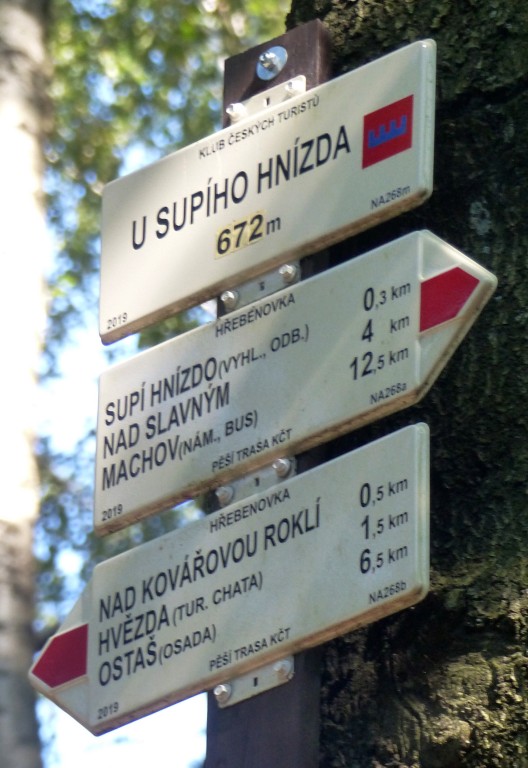 KLUB ČESKÝCH TURISTŮ
U SUPÍHO HNÍZDA
672 m
2019 NA268m
HŘEBENOVKA
SUPÍ HNÍZDO (VYHL., ODB.) 0,3 km
NAD SLAVNÝM 4 km
MACHOV (NÁM., BUS) 12,5 km
2019 PĚŠÍ TRASA KČT NA268a
HŘEBENOVKA
NAD KOVÁŘOVOU ROKLÍ 0,5 km
HVĚZDA (TUR. CHATA) 1,5 km
OSTAŠ (OSADA) 6,5 km
2019 PĚŠÍ TRASA KČT NA268b